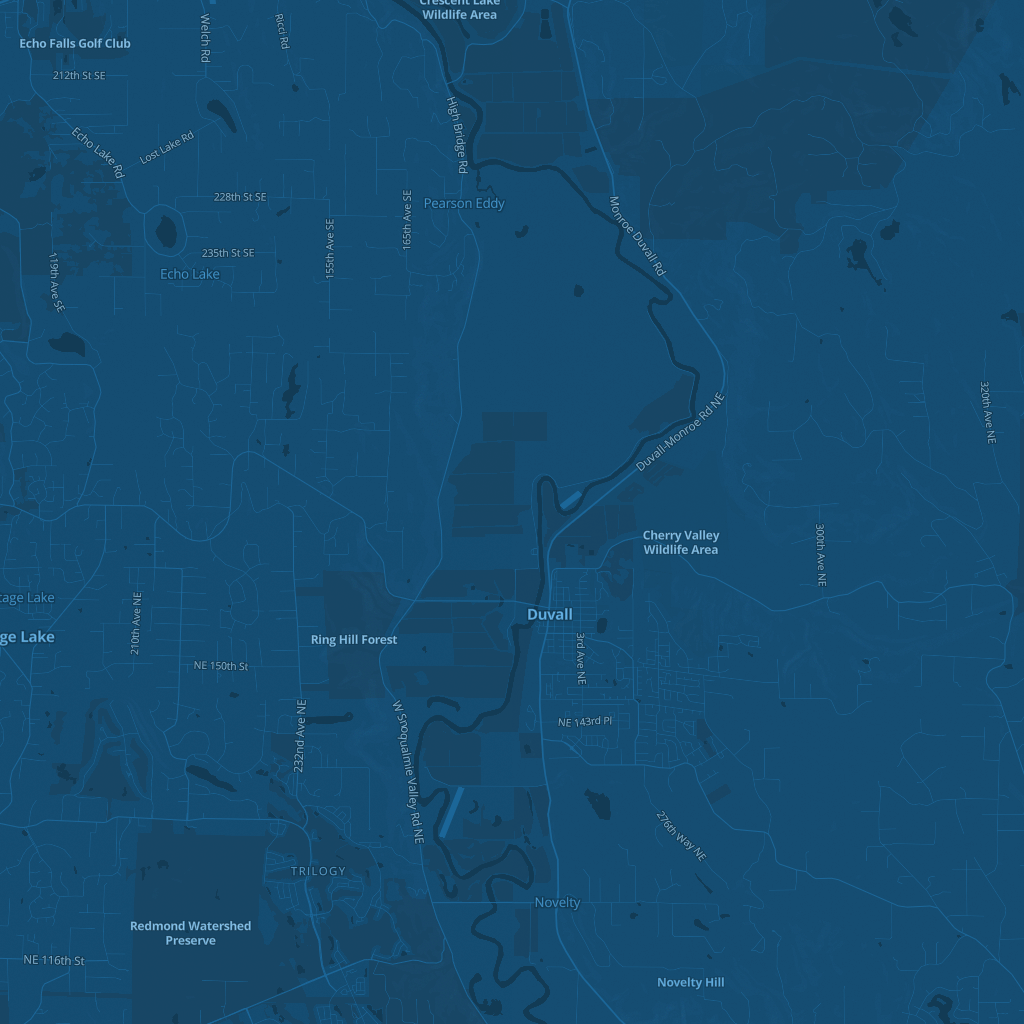 Crescent Lake
Wildlife Area
Echo Falls Golf Club
Welch Rd
Ricci Rd
212th St SE
High Bridge Rd
Echo Lake Rd
Lost Lake Rd
228th St SE
165th Ave SE
Pearson Eddy
Monroe Duvall Rd
155th Ave SE
235th St SE
Echo Lake
119th Ave SE
320th Ave NE
Duvall-Monroe Rd NE
Cherry Valley
Wildlife Area
300th Ave NE
tage Lake
210th Ave NE
Duvall
ge Lake
Ring Hill Forest
3rd Ave NE
NE 150th St
232nd Ave NE
W Snoqualmie Valley Rd NE
NE 143rd Pl
276th Way NE
TRILOGY
Novelty
Redmond Watershed
Preserve
NE 116th St
Novelty Hill